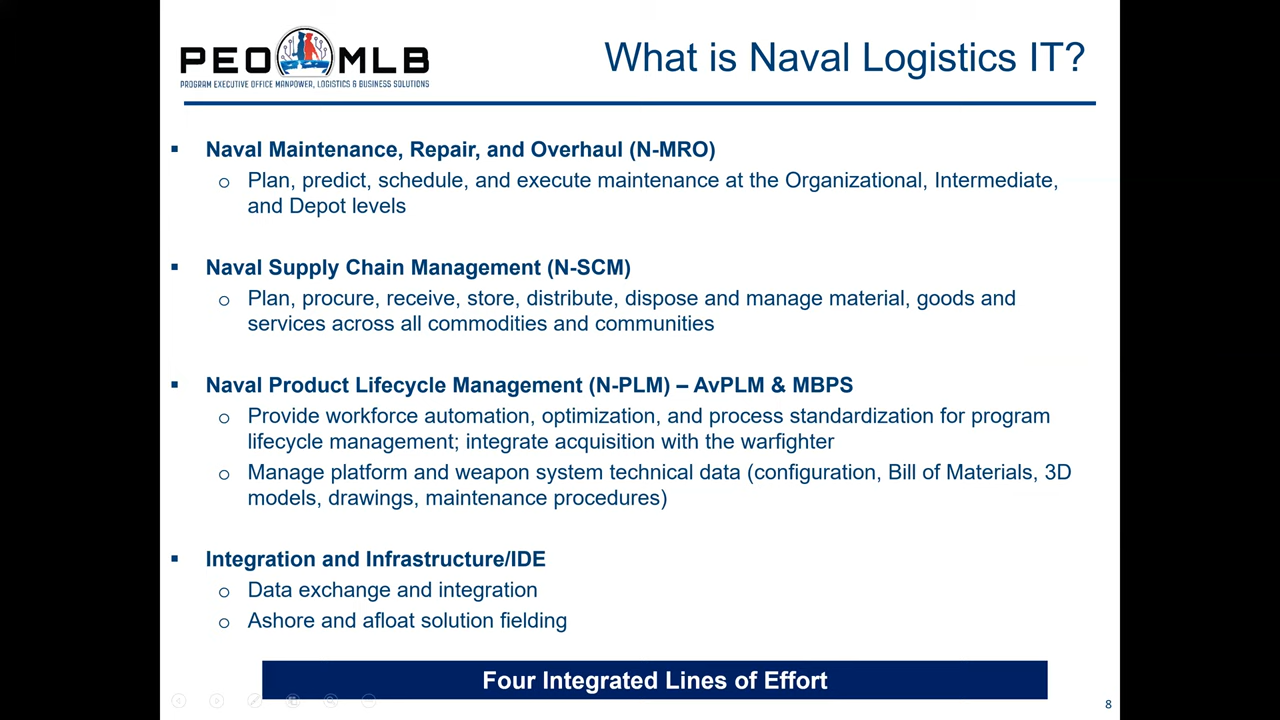 PEO MLB
PROGRAM EXECUTIVE OFFICE MANPOWER, LOGISTICS & BUSINESS SOLUTIONS
What is Naval Logistics IT?
▪ Naval Maintenance, Repair, and Overhaul (N-MRO)
o Plan, predict, schedule, and execute maintenance at the Organizational, Intermediate,
and Depot levels
▪ Naval Supply Chain Management (N-SCM)
o Plan, procure, receive, store, distribute, dispose and manage material, goods and
services across all commodities and communities
▪ Naval Product Lifecycle Management (N-PLM) – AvPLM & MBPS
o Provide workforce automation, optimization, and process standardization for program
lifecycle management; integrate acquisition with the warfighter
o Manage platform and weapon system technical data (configuration, Bill of Materials, 3D
models, drawings, maintenance procedures)
▪ Integration and Infrastructure/IDE
o Data exchange and integration
o Ashore and afloat solution fielding
Four Integrated Lines of Effort
8